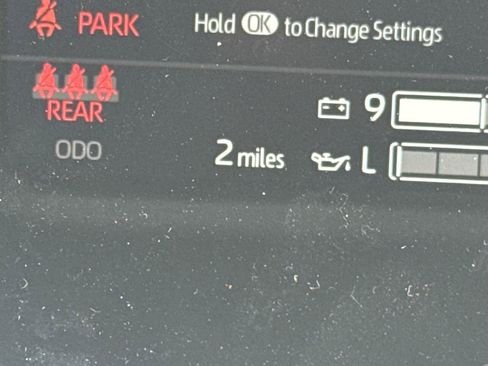 PARK
Hold OK to Change Settings
REAR
9
ODO
2 miles
L